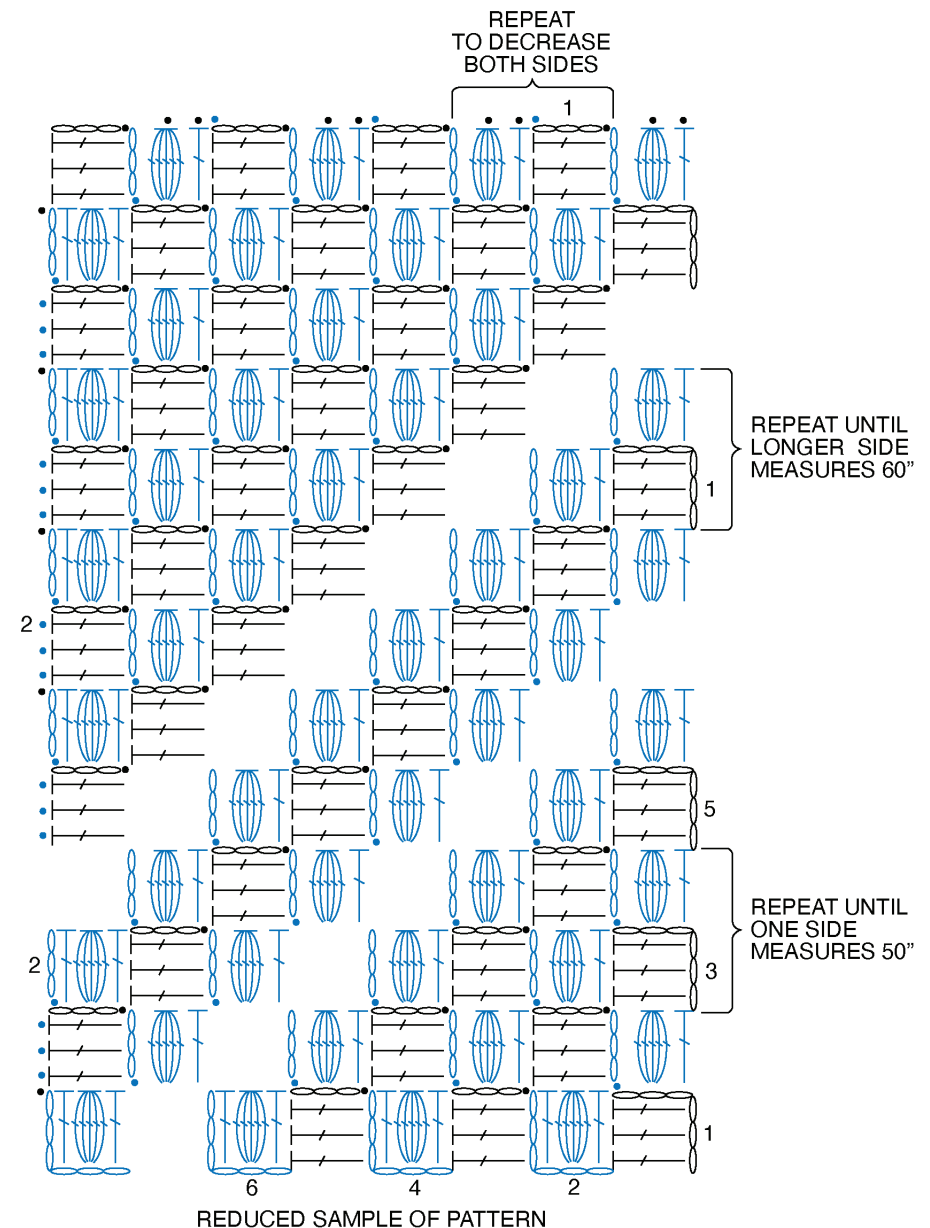 REPEAT
TO DECREASE
BOTH SIDES
1
REPEAT UNTIL
LONGER SIDE
MEASURES 60”
1
2
5
REPEAT UNTIL
ONE SIDE
MEASURES 50”
2
3
1
6
4
2
REDUCED SAMPLE OF PATTERN